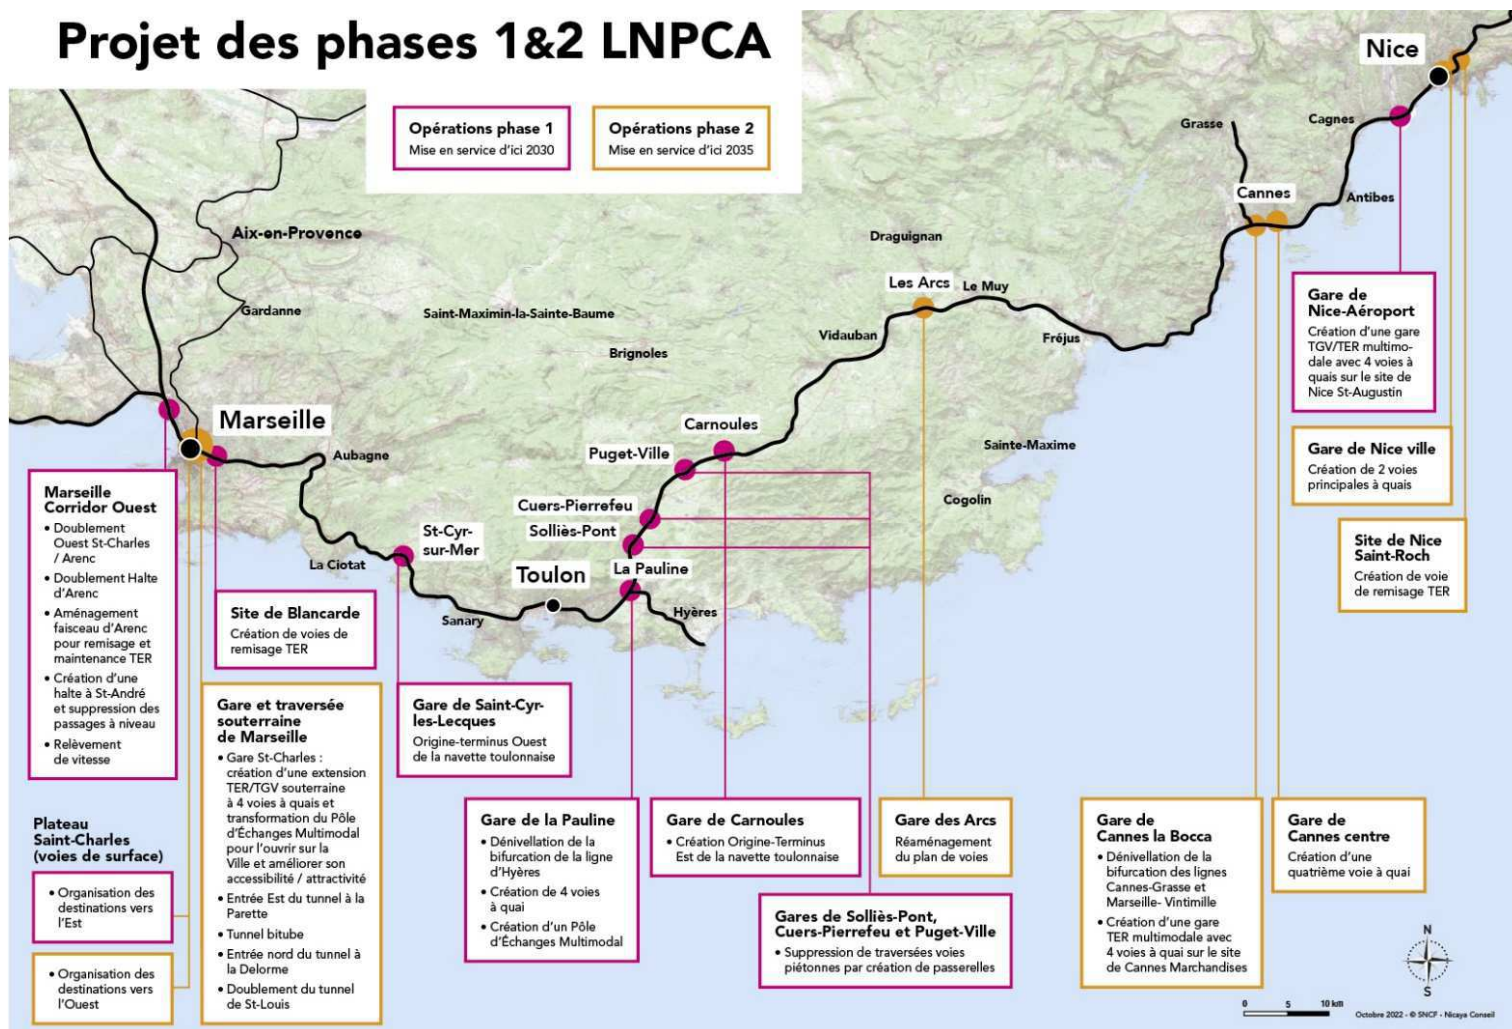 Projet des phases 1&2 LNPCA
Opérations phase 1
Mise en service d'ici 2030
Opérations phase 2
Mise en service d'ici 2035
Nice
Grasse
Cagnes
Cannes
Antibes
Aix-en-Provence
Draguignan
Les Arcs
Le Muy
Gardanne
Saint-Maximin-la-Sainte-Baume
Vidauban
Fréjus
Brignoles
Marseille
Aubagne
Carnoules
Puget-Ville
Sainte-Maxime
Cuers-Pierrefeu
Cogolin
Solliès-Pont
St-Cyr-
sur-Mer
La Ciotat
Toulon
La Pauline
Sanary
Hyères
Gare de
Nice-Aéroport
Création d'une gare
TGV/TER multimo-
dale avec 4 voies à
quais sur le site de
Nice St-Augustin
Gare de Nice ville
Création de 2 voies
principales à quais
Site de Nice
Saint-Roch
Création de voie
de remisage TER
Marseille
Corridor Ouest
• Doublement
Ouest St-Charles
/ Arenc
• Doublement Halte
d'Arenc
• Aménagement
faisceau d'Arenc
pour remisage et
maintenance TER
• Création d'une
halte à St-André
et suppression des
passages à niveau
• Relèvement
de vitesse
Site de Blancarde
Création de voies de
remisage TER
Gare et traversée
souterraine
de Marseille
• Gare St-Charles :
création d'une extension
TER/TGV souterraine
à 4 voies à quais et
transformation du Pôle
d'Échanges Multimodal
pour l'ouvrir sur la
Ville et améliorer son
accessibilité / attractivité
• Entrée Est du tunnel à la
Parette
• Tunnel bitube
• Entrée nord du tunnel à
la Delorme
• Doublement du tunnel
de St-Louis
Plateau
Saint-Charles
(voies de surface)
• Organisation des
destinations vers
l'Est
• Organisation des
destinations vers
l'Ouest
Gare de Saint-Cyr-
les-Lecques
Origine-terminus Ouest
de la navette toulonnaise
Gare de la Pauline
• Dénivellation de la
bifurcation de la ligne
d'Hyères
• Création de 4 voies
à quai
• Création d'un Pôle
d'Échanges Multimodal
Gare de Carnoules
• Création Origine-Terminus
Est de la navette toulonnaise
Gares de Solliès-Pont,
Cuers-Pierrefeu et Puget-Ville
• Suppression de traversées voies
piétonnes par création de passerelles
Gare des Arcs
Réaménagement
du plan de voies
Gare de
Cannes la Bocca
• Dénivellation de la
bifurcation des lignes
Cannes-Grasse et
Marseille- Vintimille
• Création d'une gare
TER multimodale avec
4 voies à quai sur le site
de Cannes Marchandises
Gare de
Cannes centre
Création d'une
quatrième voie à quai
N
S
0 5 10 km
Octobre 2022 - © SNCF - Nicaya Conseil